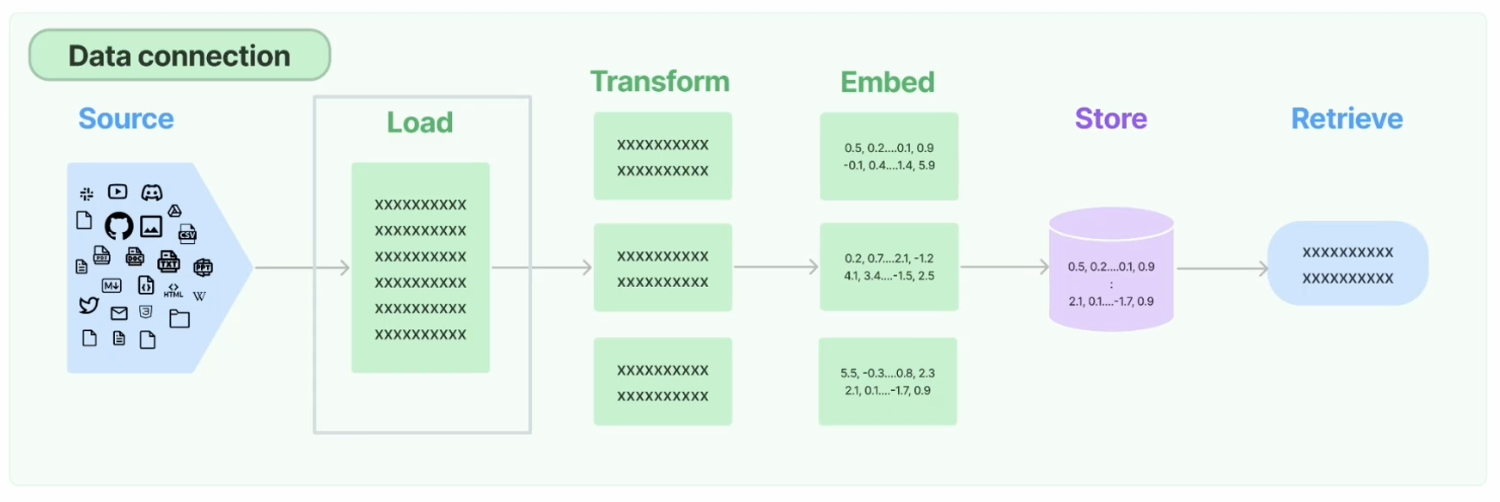 Data connection
Source
Load
Transform
Embed
Store
Retrieve
CSV
DOC
TXT
PPT
M↓
HTML
W
3
XXXXXXXXXX
XXXXXXXXXX
XXXXXXXXXX
XXXXXXXXXX
XXXXXXXXXX
XXXXXXXXXX
XXXXXXXXXX
XXXXXXXXXX
XXXXXXXXXX
XXXXXXXXXX
XXXXXXXXXX
XXXXXXXXXX
0.5, 0.2....0.1, 0.9
-0.1, 0.4....1.4, 5.9
0.2, 0.7....2.1, -1.2
4.1, 3.4....-1.5, 2.5
5.5, -0.3....0.8, 2.3
2.1, 0.1....-1.7, 0.9
0.5, 0.2....0.1, 0.9
:
2.1, 0.1....-1.7, 0.9
XXXXXXXXXX
XXXXXXXXXX